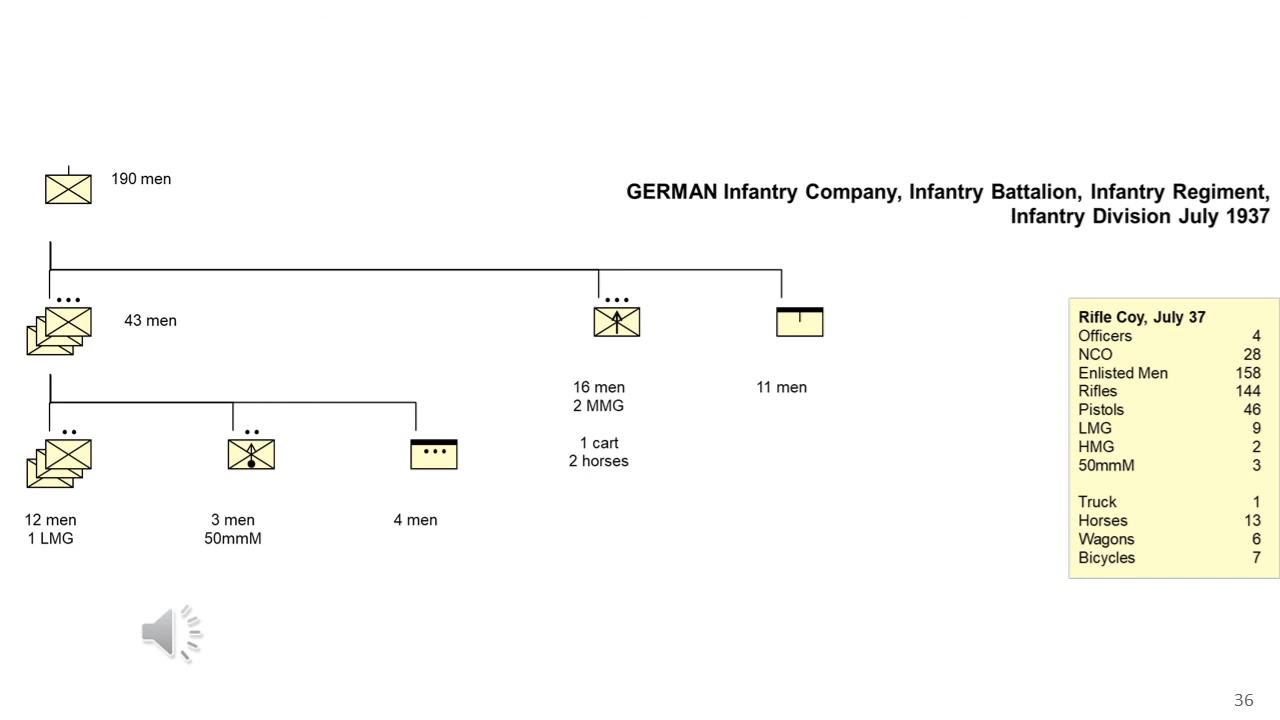 190 men
GERMAN Infantry Company, Infantry Battalion, Infantry Regiment,
Infantry Division July 1937
43 men
16 men
2 MMG
1 cart
2 horses
11 men
12 men
1 LMG
3 men
50mmM
4 men
Rifle Coy, July 37
Officers 4
NCO 28
Enlisted Men 158
Rifles 144
Pistols 46
LMG 9
HMG 2
50mmM 3
Truck 1
Horses 13
Wagons 6
Bicycles 7
36